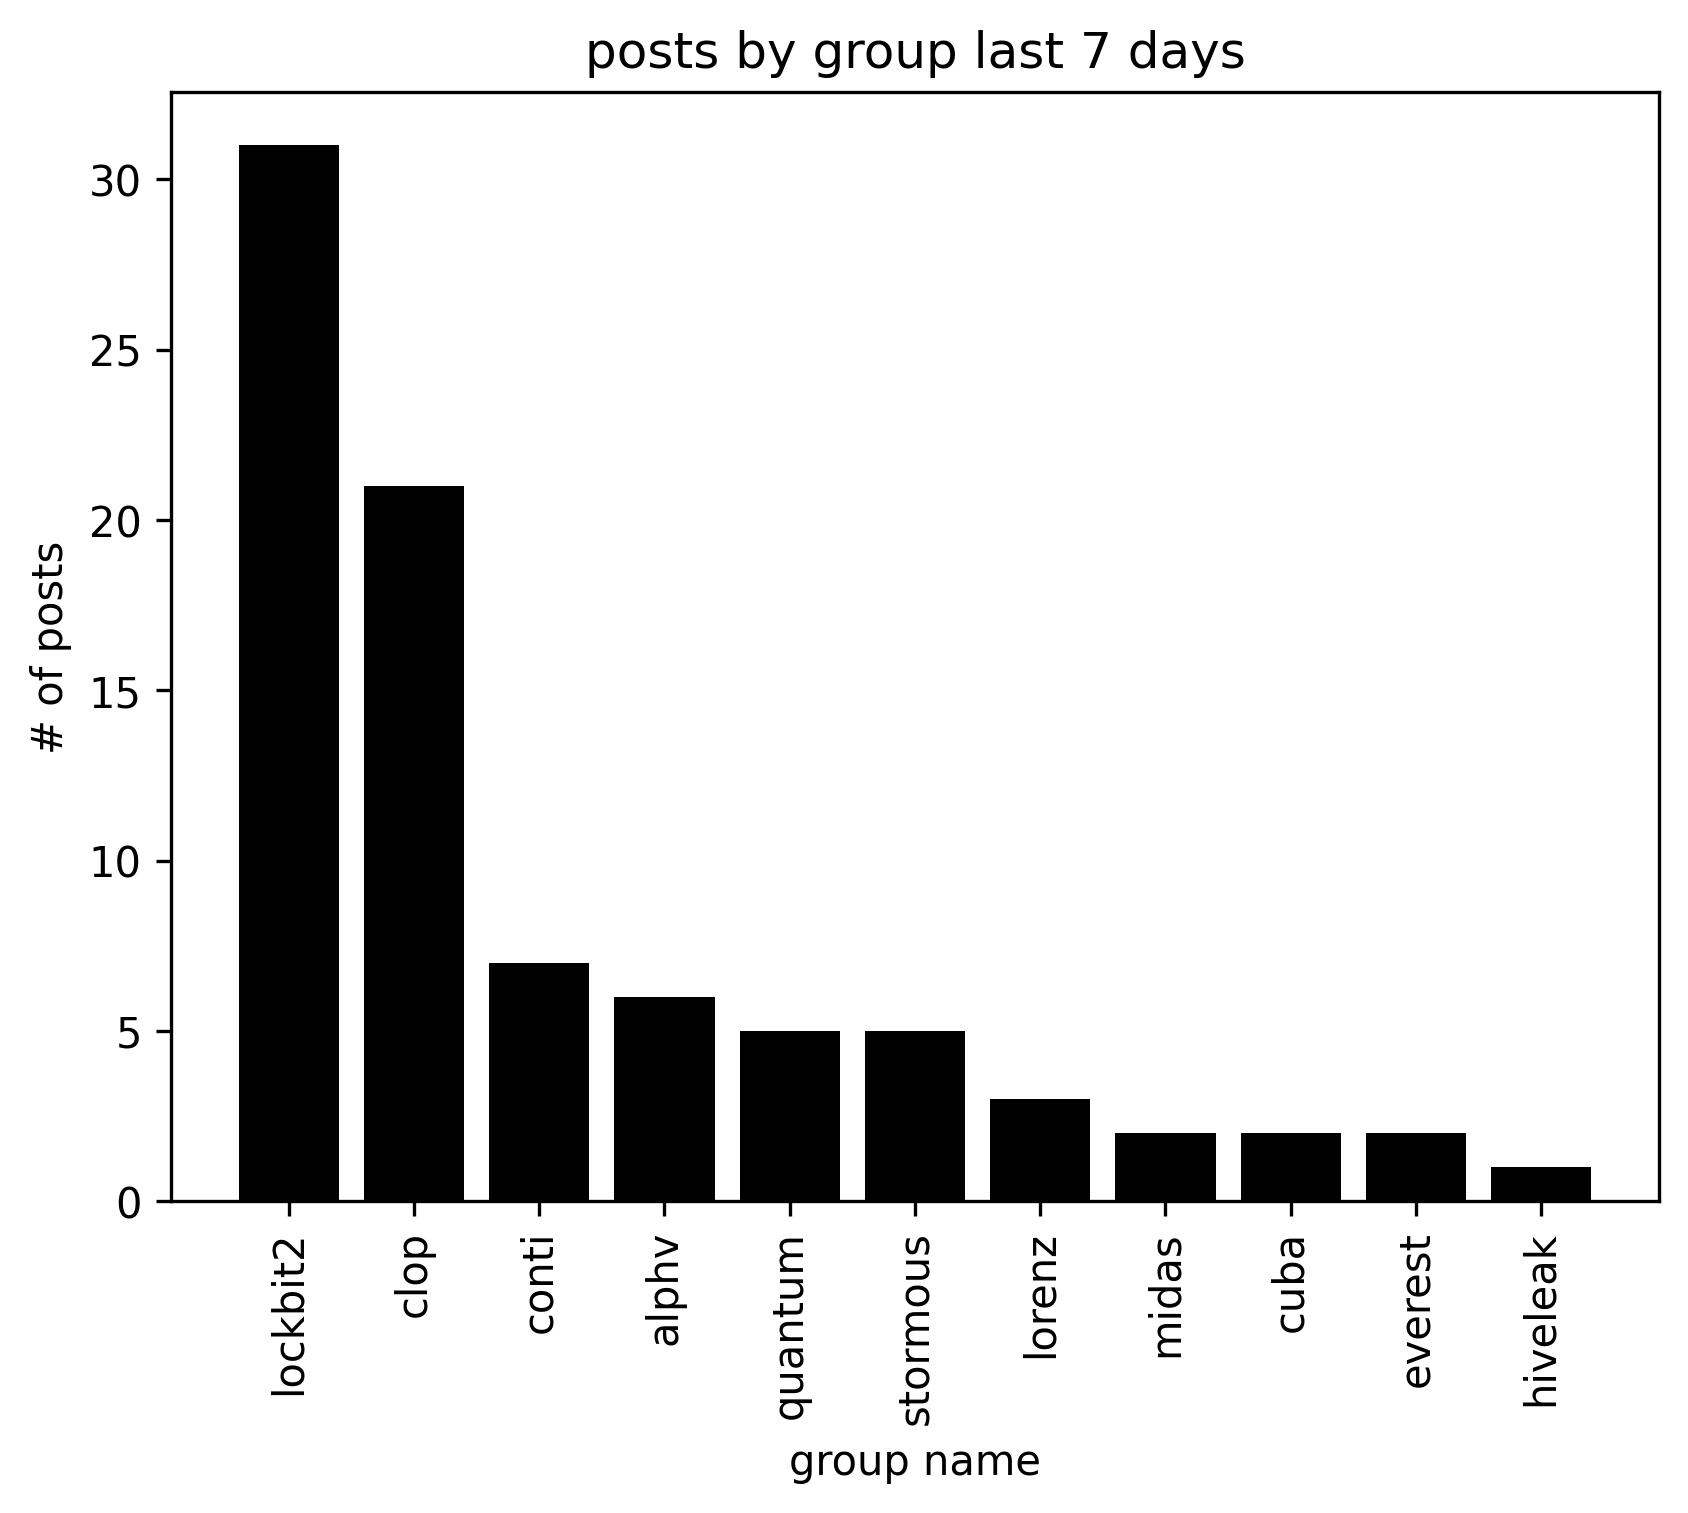 posts by group last 7 days
# of posts
30
25
20
15
10
5
0
lockbit2
clop
conti
alphv
quantum
stormous
lorenz
midas
cuba
everest
hiveleak
group name